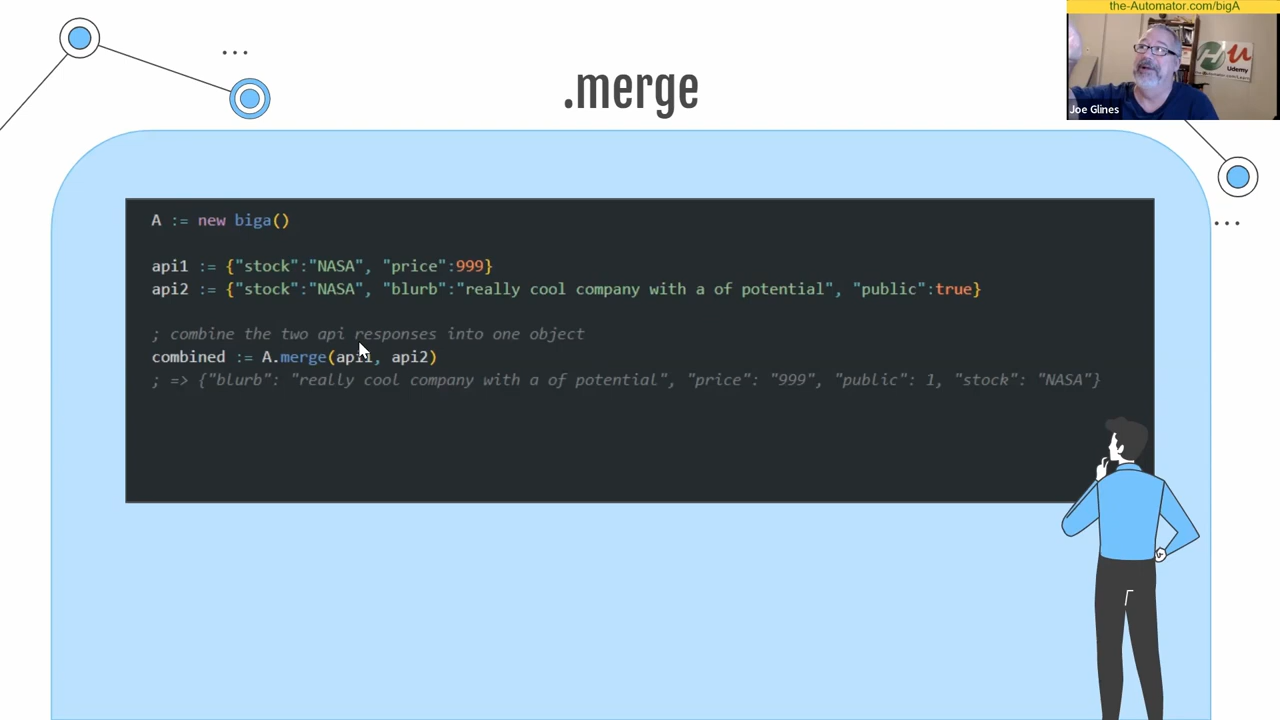 the-Automator.com/bigA
Udemy
Joe Glines
...
.merge
...
A := new biga()
api1 := {"stock":"NASA", "price":999}
api2 := {"stock":"NASA", "blurb":"really cool company with a of potential", "public":true}
; combine the two api responses into one object
combined := A.merge(api1, api2)
; => {"blurb": "really cool company with a of potential", "price": "999", "public": 1, "stock": "NASA"}